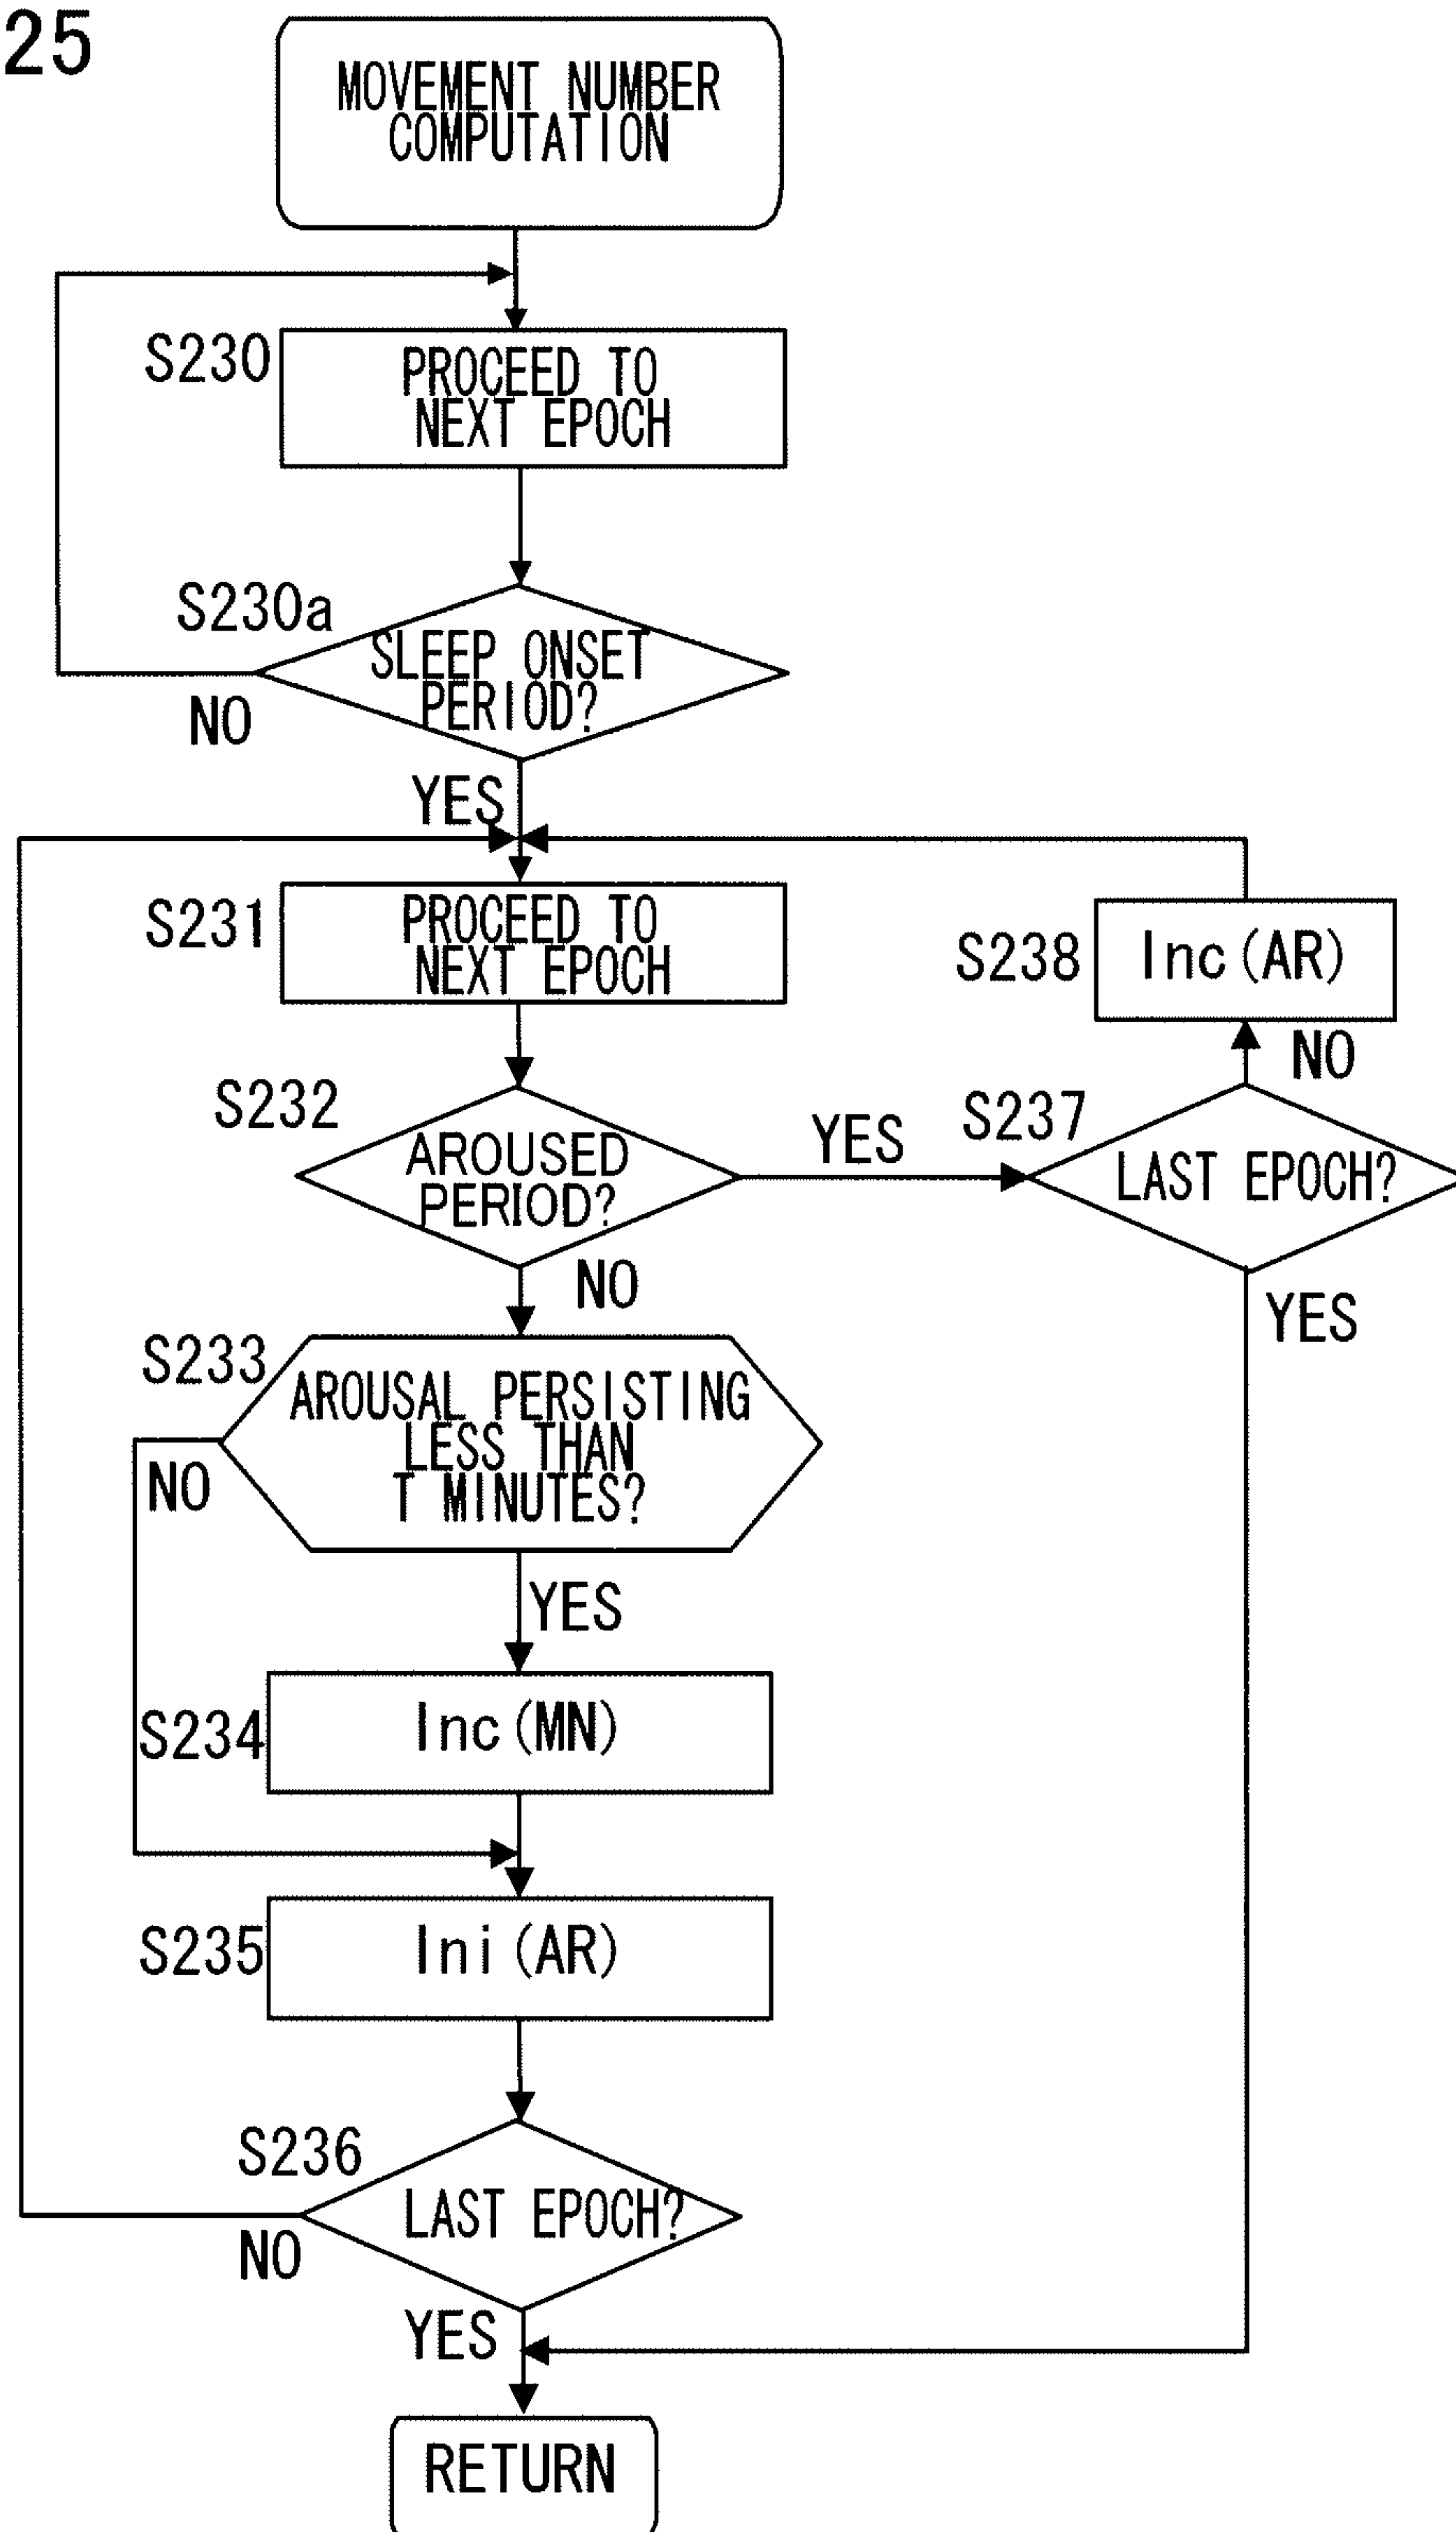 25
MOVEMENT NUMBER
COMPUTATION
S230
PROCEED TO
NEXT EPOCH
S230a
SLEEP ONSET
PERIOD?
NO
YES
S231
PROCEED TO
NEXT EPOCH
S238
Inc(AR)
NO
S232
AROUSED
PERIOD?
YES
S237
LAST EPOCH?
NO
YES
S233
AROUSAL PERSISTING
LESS THAN
T MINUTES?
NO
YES
S234
Inc(MN)
S235
Ini(AR)
S236
LAST EPOCH?
NO
YES
RETURN